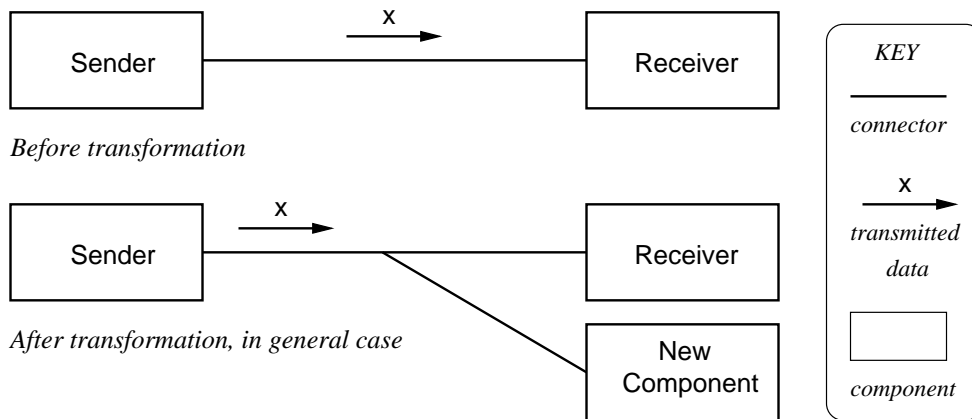 x
Sender
Receiver
Before transformation
x
Sender
Receiver
After transformation, in general case
New
Component
KEY
connector
x
transmitted
data
component